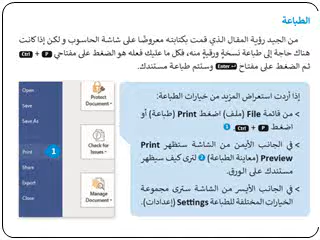 الطباعة
من الجيد رؤية المقال الذي قمت بكتابته معروضًا على شاشة الحاسوب و لكن إذا كانت
هناك حاجة إلى طباعة نسخةٍ ورقيةٍ منه، فكل ما عليك فعله هو الضغط على مفتاحي Ctrl + P
ثم الضغط على مفتاح Enter وستتم طباعة مستندك.
إذا أردت استعراض المزيد من خيارات الطباعة:
> من قائمة File (ملف) اضغط Print (طباعة) أو
اضغط Ctrl + P. 1
> في الجانب الأيمن من الشاشة ستظهر Print
Preview (معاينة الطباعة) 2 لترى كيف سيظهر
مستندك على الورق.
> في الجانب الأيسر من الشاشة سترى مجموعة
الخيارات المختلفة للطباعة Settings (إعدادات).
Open
Save
Save As
Print 1
Share
Export
Close
Protect
Document
Check for
Issues
Manage
Document